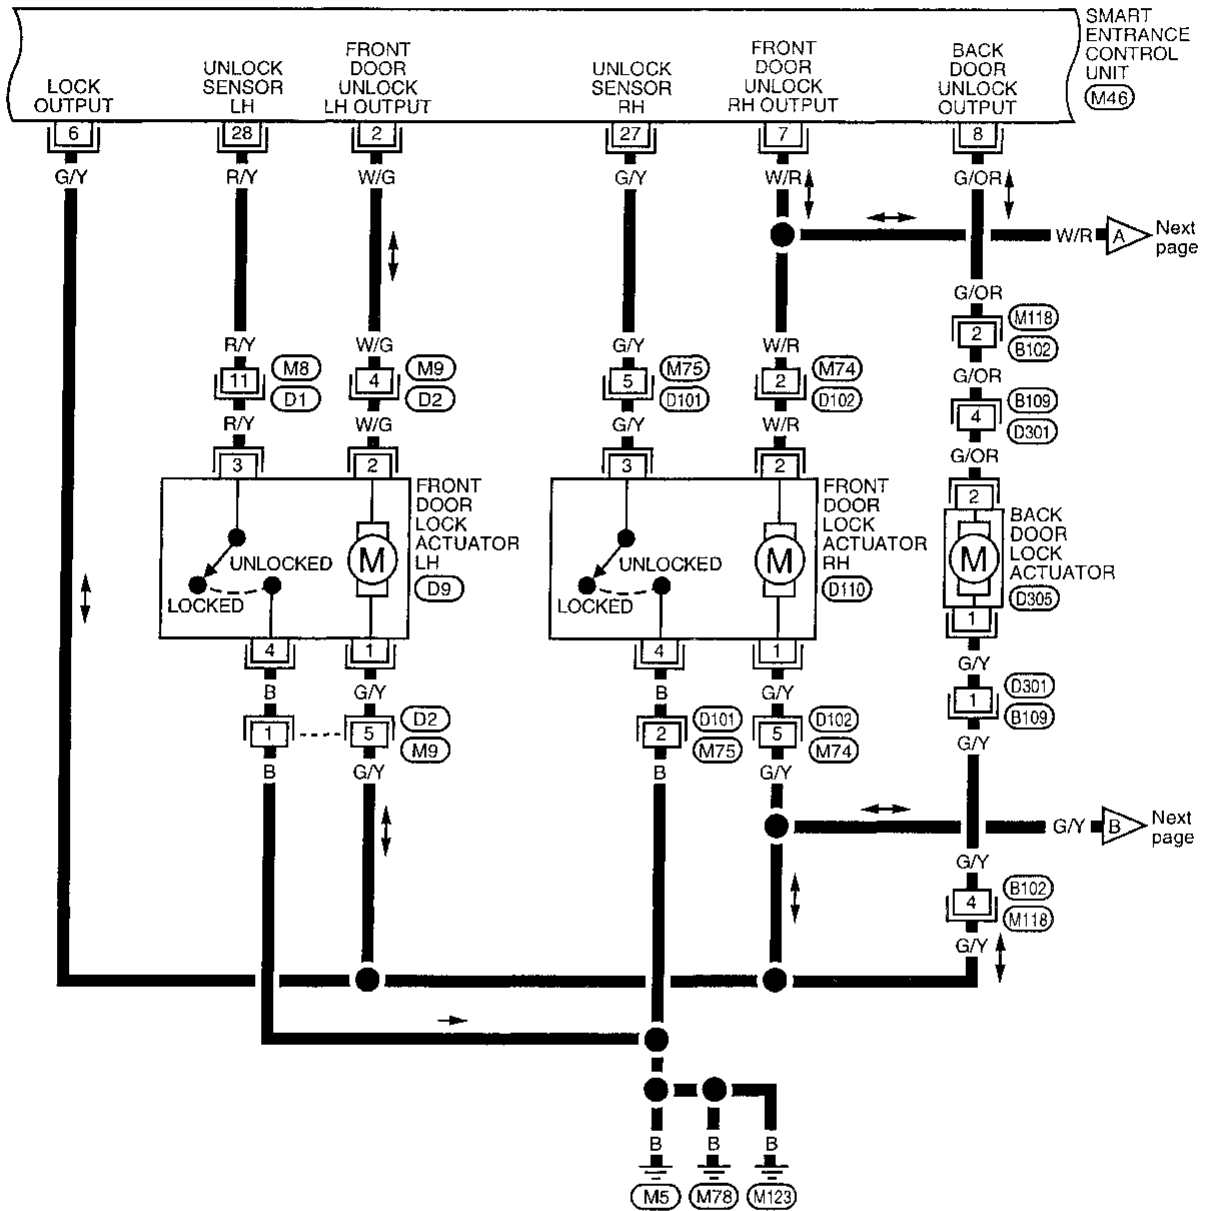 SMART
ENTRANCE
CONTROL
UNIT
M46
LOCK
OUTPUT
UNLOCK
SENSOR
LH
FRONT
DOOR
UNLOCK
LH OUTPUT
UNLOCK
SENSOR
RH
FRONT
DOOR
UNLOCK
RH OUTPUT
BACK
DOOR
UNLOCK
OUTPUT
6 28 2 27 7 8
G/Y R/Y W/G G/Y W/R G/OR
W/R A Next
page
G/OR
2 M118
B102
G/OR
R/Y W/G G/Y W/R
11 M8
D1
4 M9
D2
5 M75
D101
2 M74
D102
4 B109
D301
R/Y W/G G/Y W/R G/OR
3 2 3 2 2
FRONT
DOOR
LOCK
ACTUATOR
LH
D9
UNLOCKED
LOCKED
M
FRONT
DOOR
LOCK
ACTUATOR
RH
D110
UNLOCKED
LOCKED
M
BACK
DOOR
LOCK
ACTUATOR
D305
M
4 1 4 1 1
B G/Y B G/Y G/Y
1 5 D2
M9
2 D101
M75
5 D102
M74
1 D301
B109
B G/Y B G/Y G/Y
G/Y B Next
page
G/Y
4 B102
M118
G/Y
B B B
M5 M78 M123